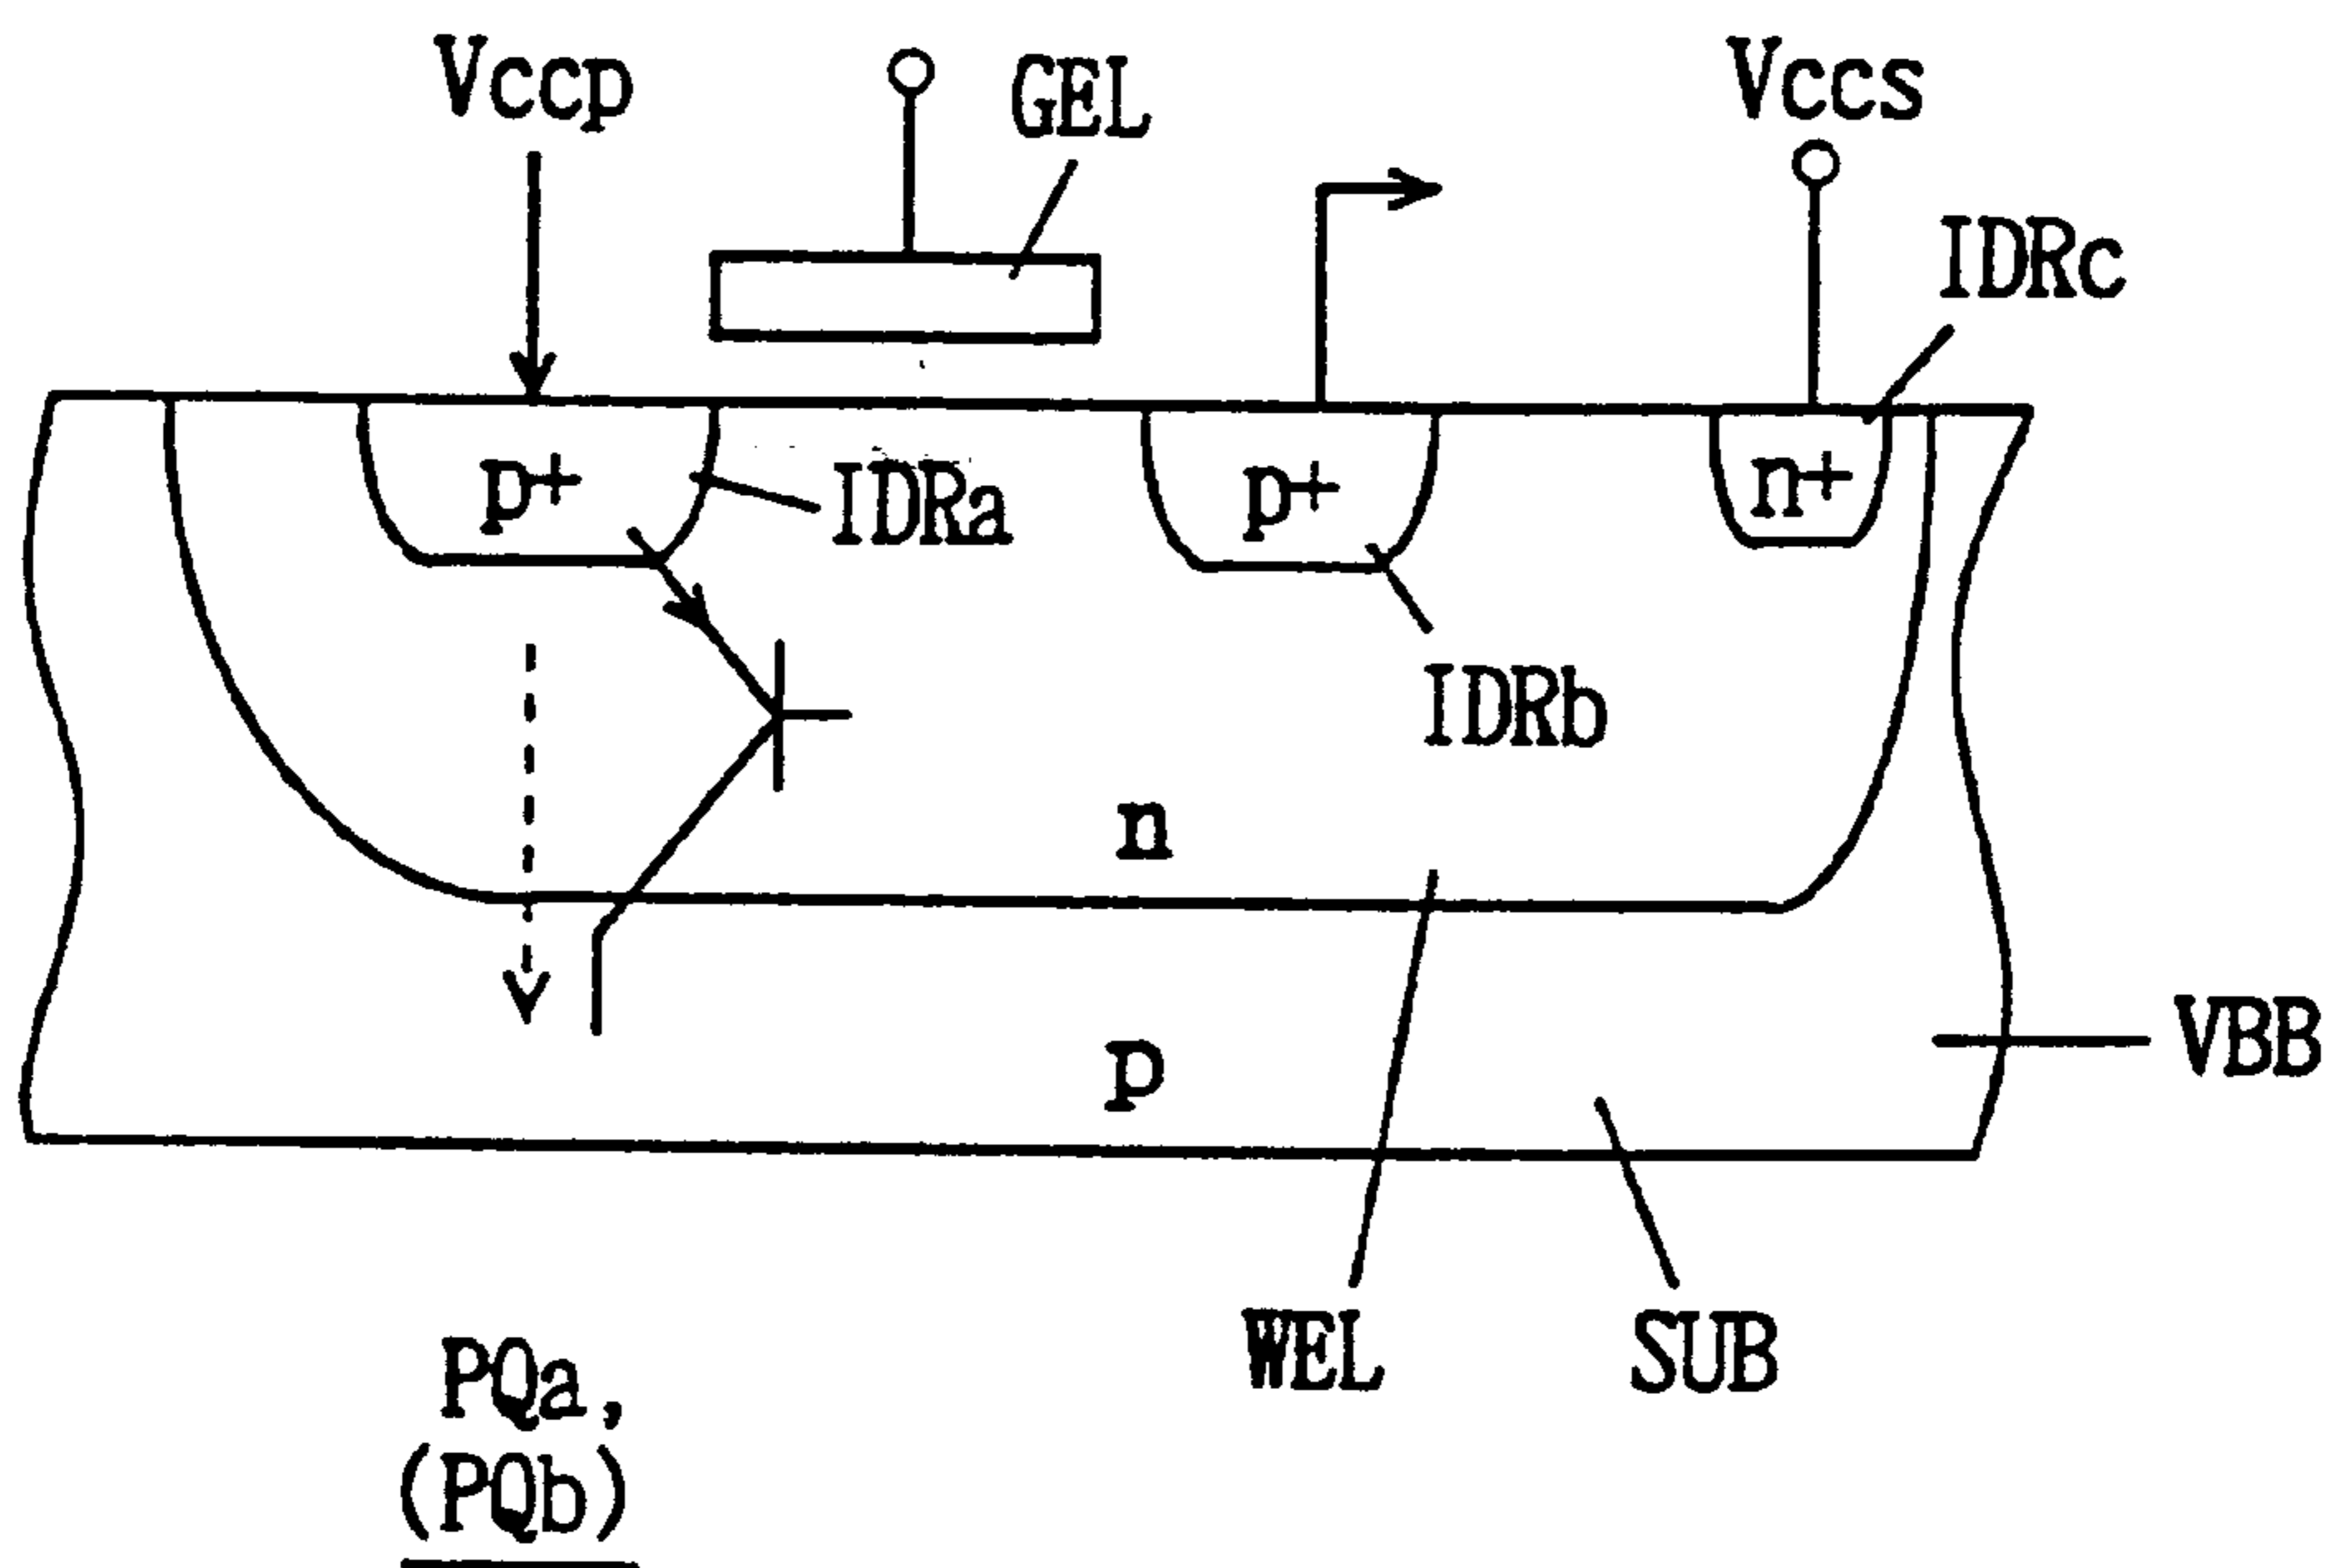 Vccp
GEL
Vccs
IDRc
p+
IDRa
p+
n+
IDRb
n
p
VBB
WEL
SUB
PQa,
(PQb)